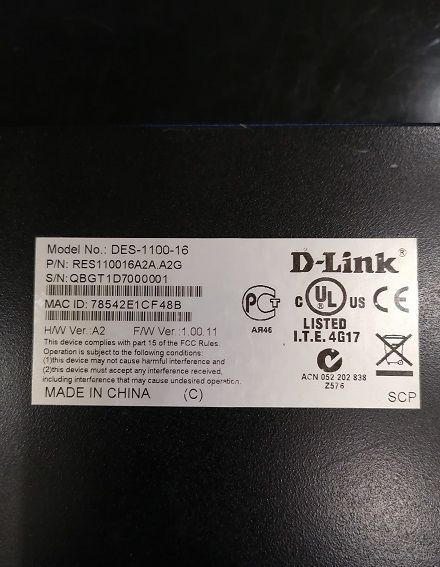 Model No.: DES-1100-16
P/N: RES110016A2A.A2G
S/N: QBGT1D7000001
MAC ID: 78542E1CF48B
H/W Ver.:A2 F/W Ver.:1.00.11
This device complies with part 15 of the FCC Rules.
Operation is subject to the following conditions:
(1)this device may not cause harmful interference and
(2)this device must accept any interference received,
including interference that may cause undesired operation.
MADE IN CHINA (C)
D-Link®
РСТ
АЯ46
C UL® US CE
LISTED
I.T.E. 4G17
N
ACN 052 202 838
Z576
SCP